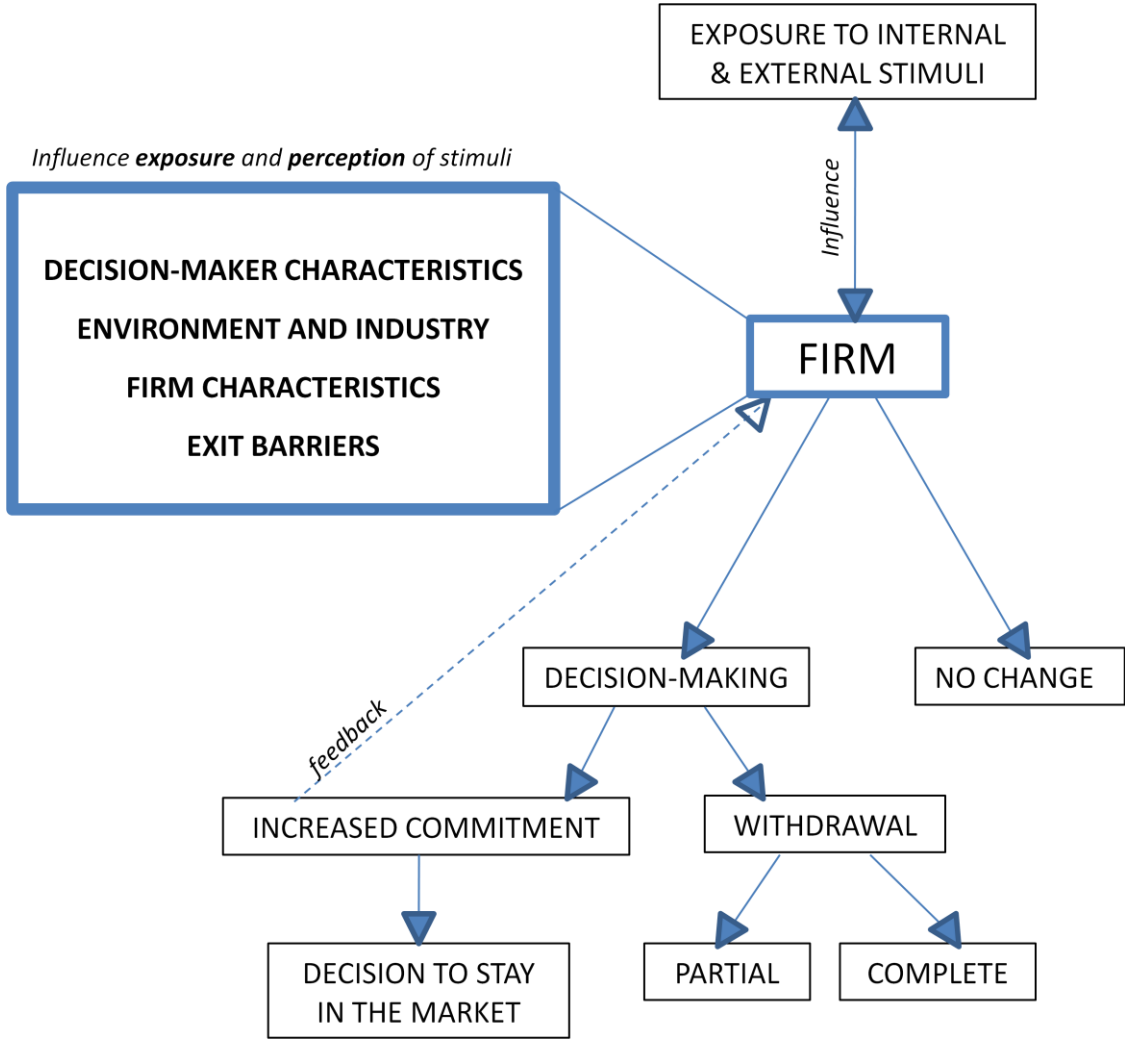 EXPOSURE TO INTERNAL
& EXTERNAL STIMULI
Influence exposure and perception of stimuli
Influence
DECISION-MAKER CHARACTERISTICS
ENVIRONMENT AND INDUSTRY
FIRM CHARACTERISTICS
EXIT BARRIERS
FIRM
DECISION-MAKING
NO CHANGE
feedback
INCREASED COMMITMENT
WITHDRAWAL
DECISION TO STAY
IN THE MARKET
PARTIAL
COMPLETE